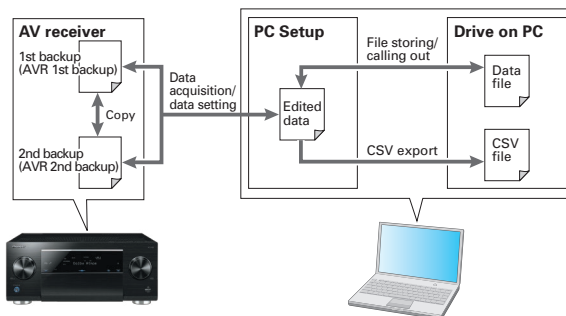 AV receiver
1st backup
(AVR 1st backup)
Copy
2nd backup
(AVR 2nd backup)
Data
acquisition/
data setting
PC Setup
Edited
data
File storing/
calling out
CSV export
Drive on PC
Data
file
CSV
file